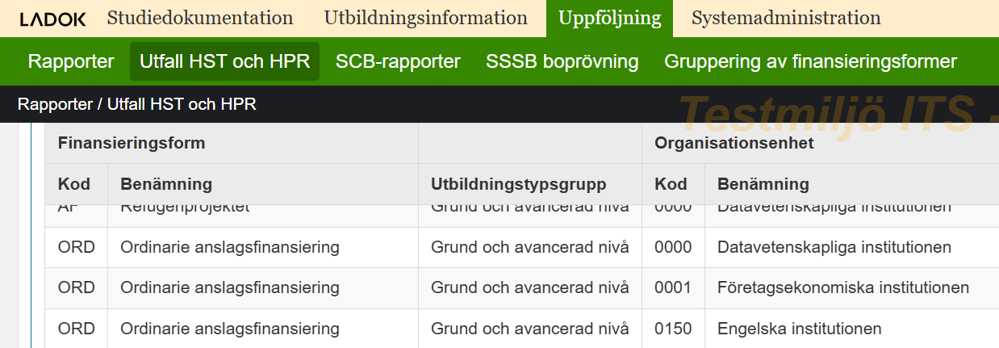 LADOK Studiedokumentation Utbildningsinformation Uppföljning Systemadministration
Rapporter Utfall HST och HPR SCB-rapporter SSSB boprövning Gruppering av finansieringsformer
Rapporter / Utfall HST och HPR
Testmiljö ITS -
Finansieringsform Organisationsenhet
Kod Benämning Utbildningstypsgrupp Kod Benämning
AF Refugenprojektet Grund och avancerad nivå 0000 Datavetenskapliga institutionen
ORD Ordinarie anslagsfinansiering Grund och avancerad nivå 0000 Datavetenskapliga institutionen
ORD Ordinarie anslagsfinansiering Grund och avancerad nivå 0001 Företagsekonomiska institutionen
ORD Ordinarie anslagsfinansiering Grund och avancerad nivå 0150 Engelska institutionen